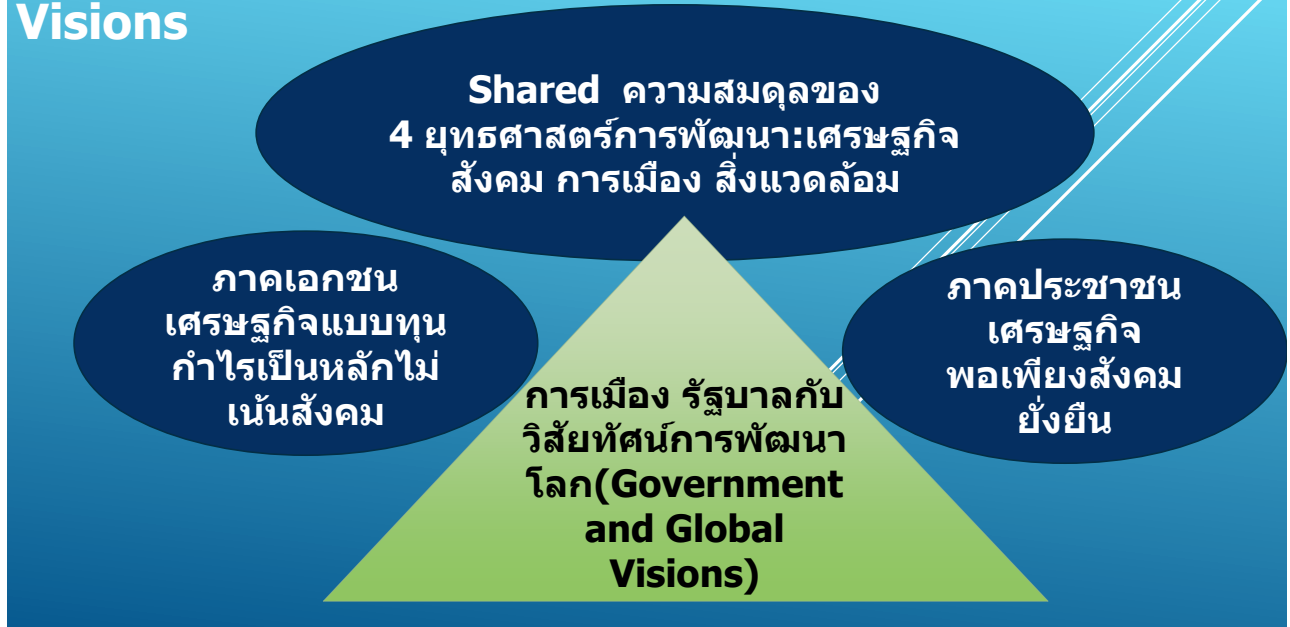 Visions
Shared ความสมดุลของ
4 ยุทธศาสตร์การพัฒนา:เศรษฐกิจ
สังคม การเมือง สิ่งแวดล้อม
ภาคเอกชน
เศรษฐกิจแบบทุน
กำไรเป็นหลักไม่
เน้นสังคม
ภาคประชาชน
เศรษฐกิจ
พอเพียงสังคม
ยั่งยืน
การเมือง รัฐบาลกับ
วิสัยทัศน์การพัฒนา
โลก(Government
and Global
Visions)